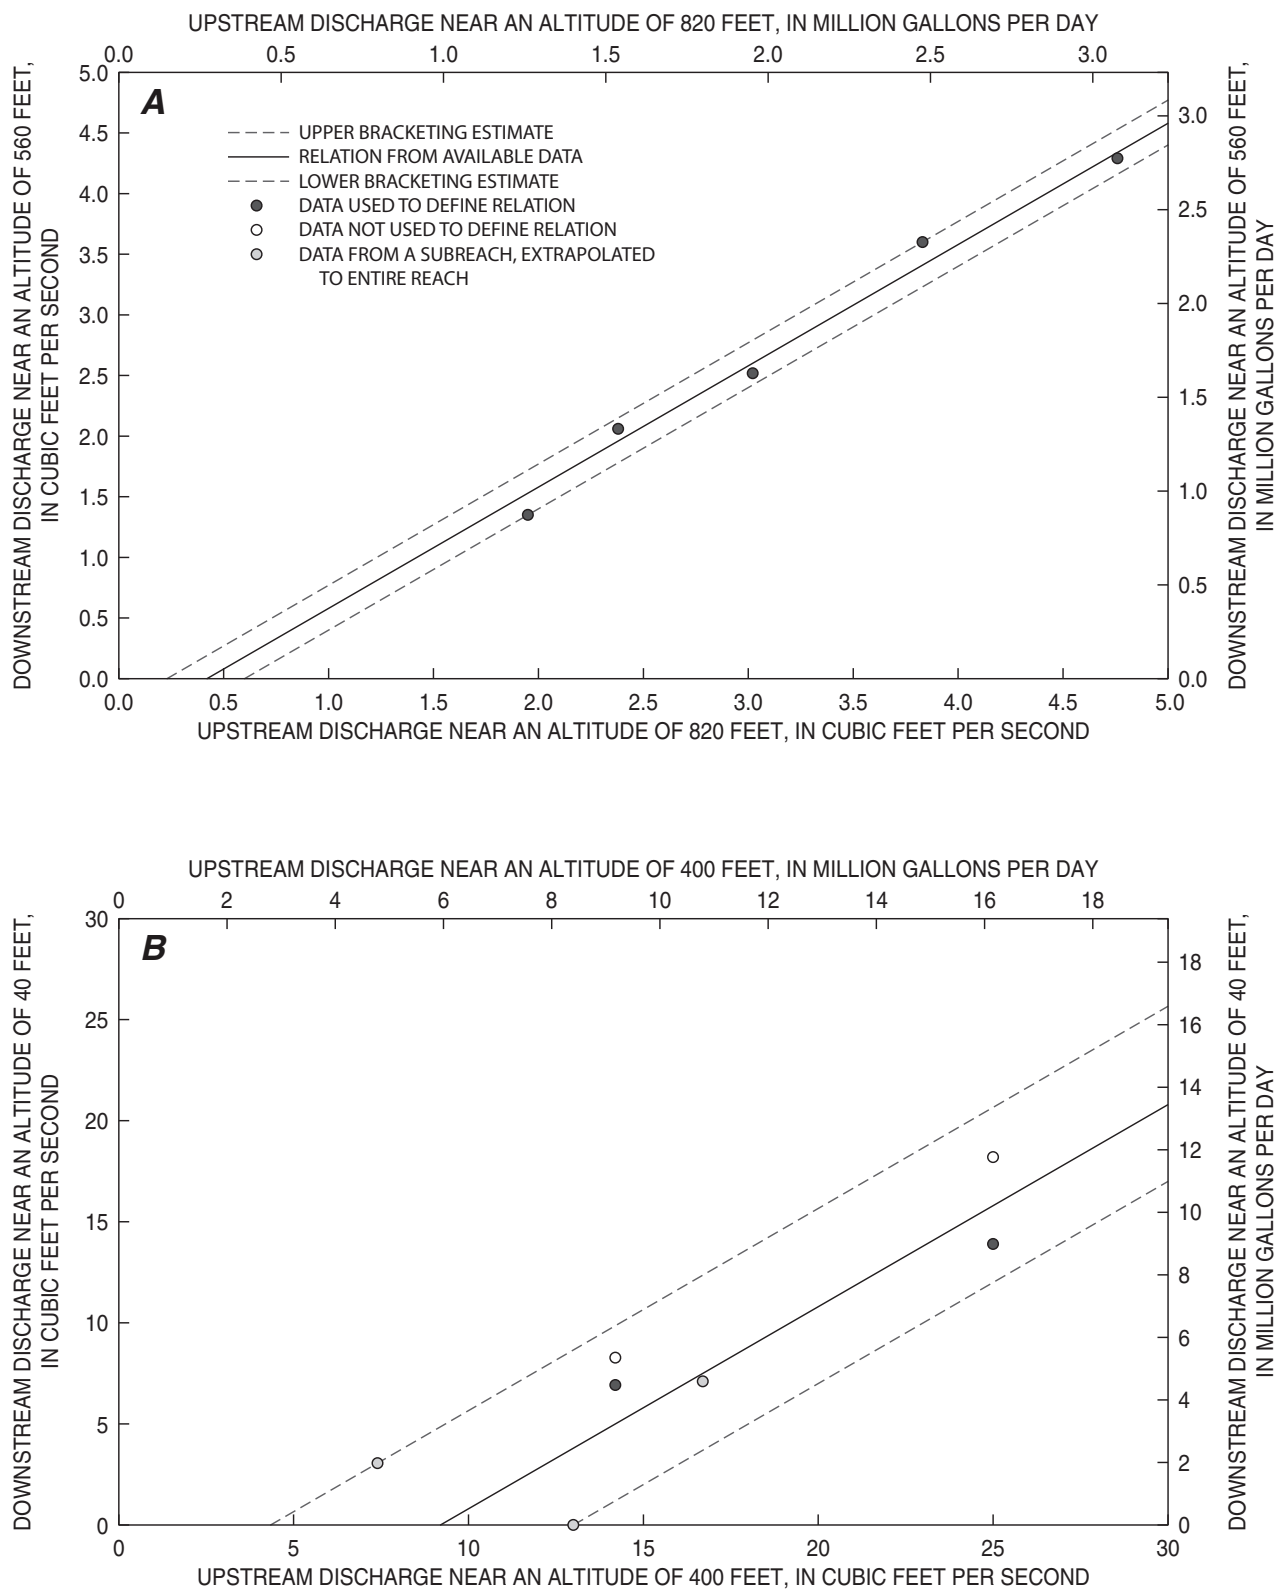 UPSTREAM DISCHARGE NEAR AN ALTITUDE OF 820 FEET, IN MILLION GALLONS PER DAY
0.0 0.5 1.0 1.5 2.0 2.5 3.0
A
UPPER BRACKETING ESTIMATE
RELATION FROM AVAILABLE DATA
LOWER BRACKETING ESTIMATE
DATA USED TO DEFINE RELATION
DATA NOT USED TO DEFINE RELATION
DATA FROM A SUBREACH, EXTRAPOLATED
TO ENTIRE REACH
DOWNSTREAM DISCHARGE NEAR AN ALTITUDE OF 560 FEET,
IN CUBIC FEET PER SECOND
5.0
4.5
4.0
3.5
3.0
2.5
2.0
1.5
1.0
0.5
0.0
3.0
2.5
2.0
1.5
1.0
0.5
0.0
DOWNSTREAM DISCHARGE NEAR AN ALTITUDE OF 560 FEET,
IN MILLION GALLONS PER DAY
0.0 0.5 1.0 1.5 2.0 2.5 3.0 3.5 4.0 4.5 5.0
UPSTREAM DISCHARGE NEAR AN ALTITUDE OF 820 FEET, IN CUBIC FEET PER SECOND
UPSTREAM DISCHARGE NEAR AN ALTITUDE OF 400 FEET, IN MILLION GALLONS PER DAY
0 2 4 6 8 10 12 14 16 18
B
DOWNSTREAM DISCHARGE NEAR AN ALTITUDE OF 40 FEET,
IN CUBIC FEET PER SECOND
30
25
20
15
10
5
0
18
16
14
12
10
8
6
4
2
0
DOWNSTREAM DISCHARGE NEAR AN ALTITUDE OF 40 FEET,
IN MILLION GALLONS PER DAY
0 5 10 15 20 25 30
UPSTREAM DISCHARGE NEAR AN ALTITUDE OF 400 FEET, IN CUBIC FEET PER SECOND